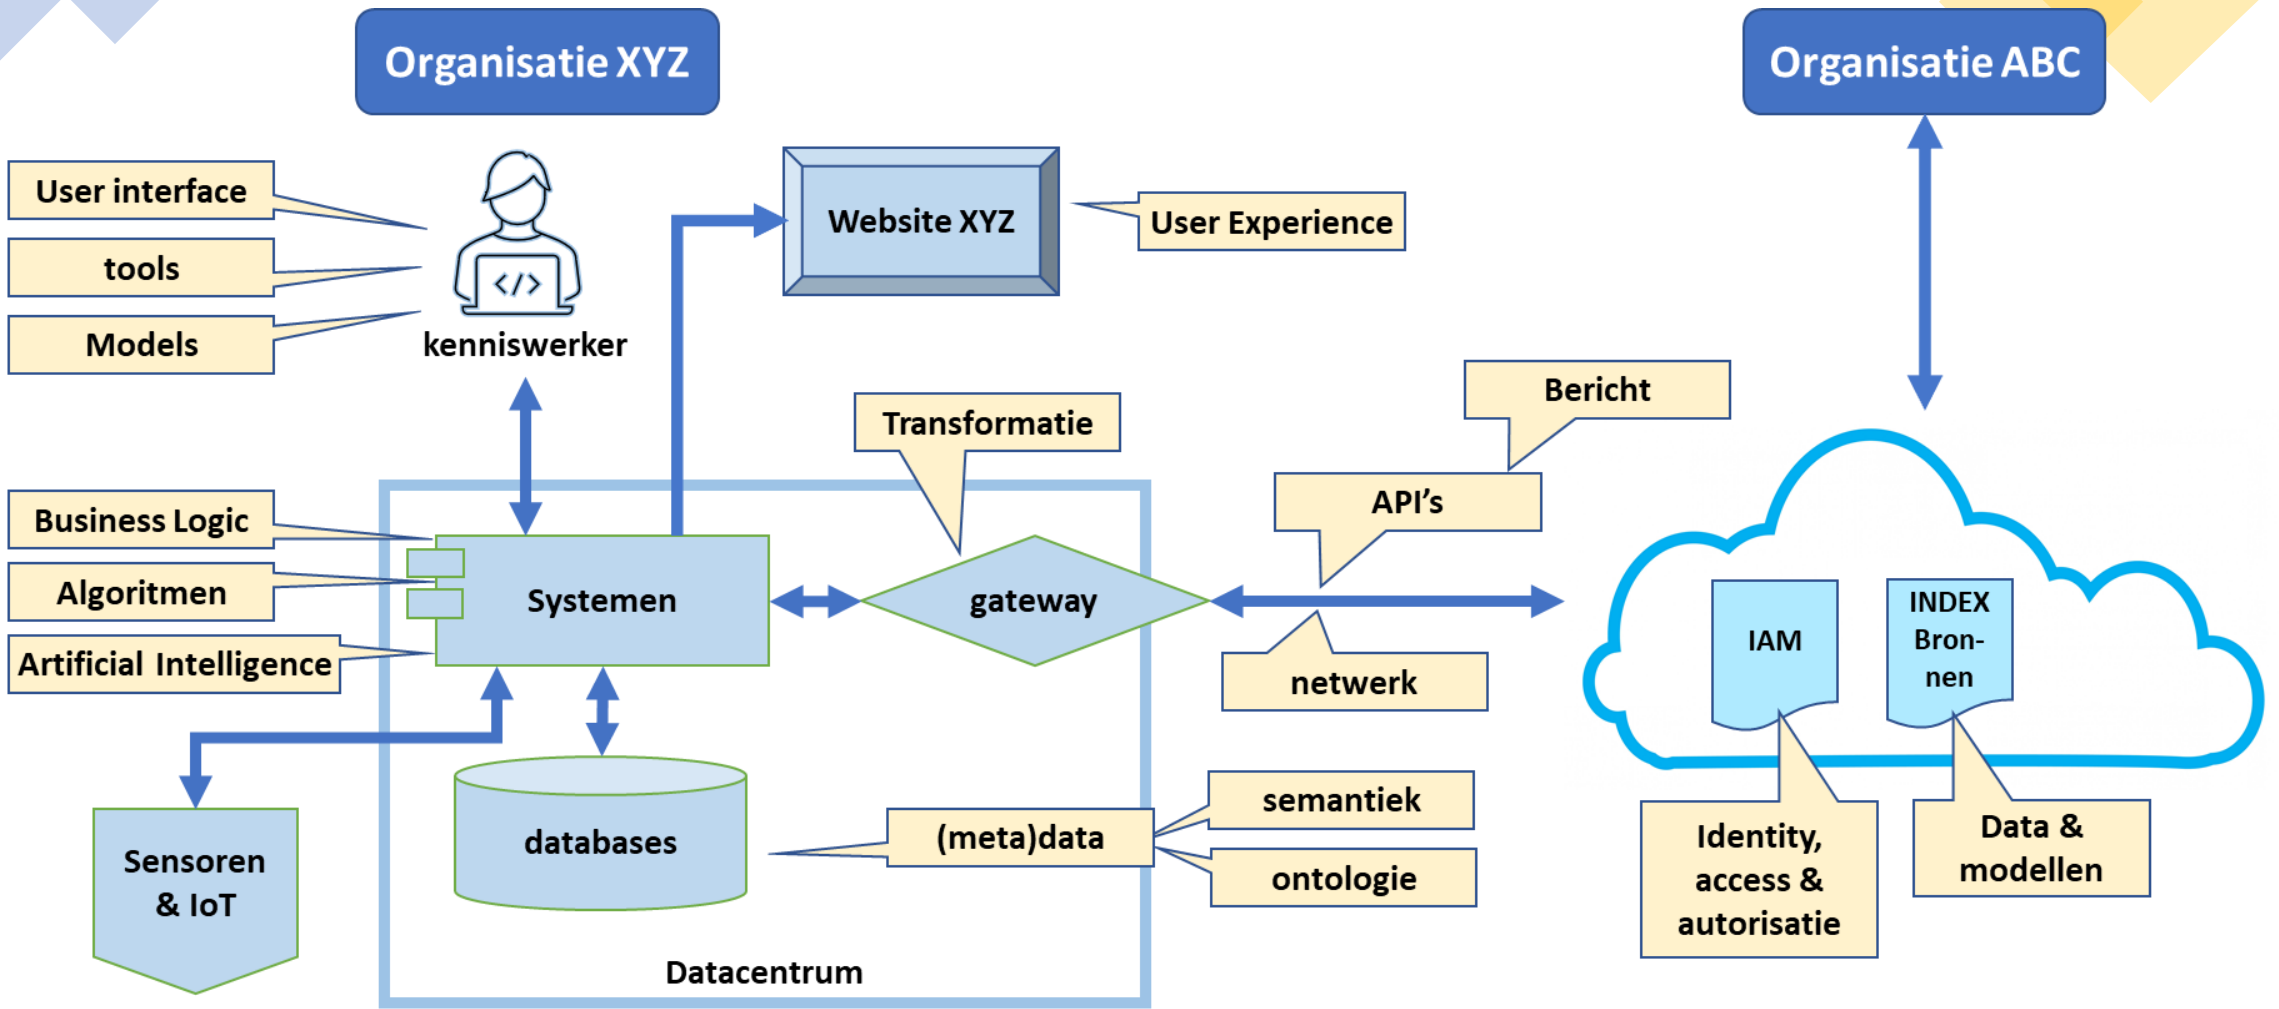 Organisatie XYZ
Organisatie ABC
User interface
tools
Models
kenniswerker
Website XYZ
User Experience
Bericht
Transformatie
API's
Business Logic
Algoritmen
Artificial Intelligence
Systemen
gateway
netwerk
IAM
INDEX
Bron-
nen
Sensoren
& IoT
databases
(meta)data
semantiek
ontologie
Identity,
access &
autorisatie
Data &
modellen
Datacentrum